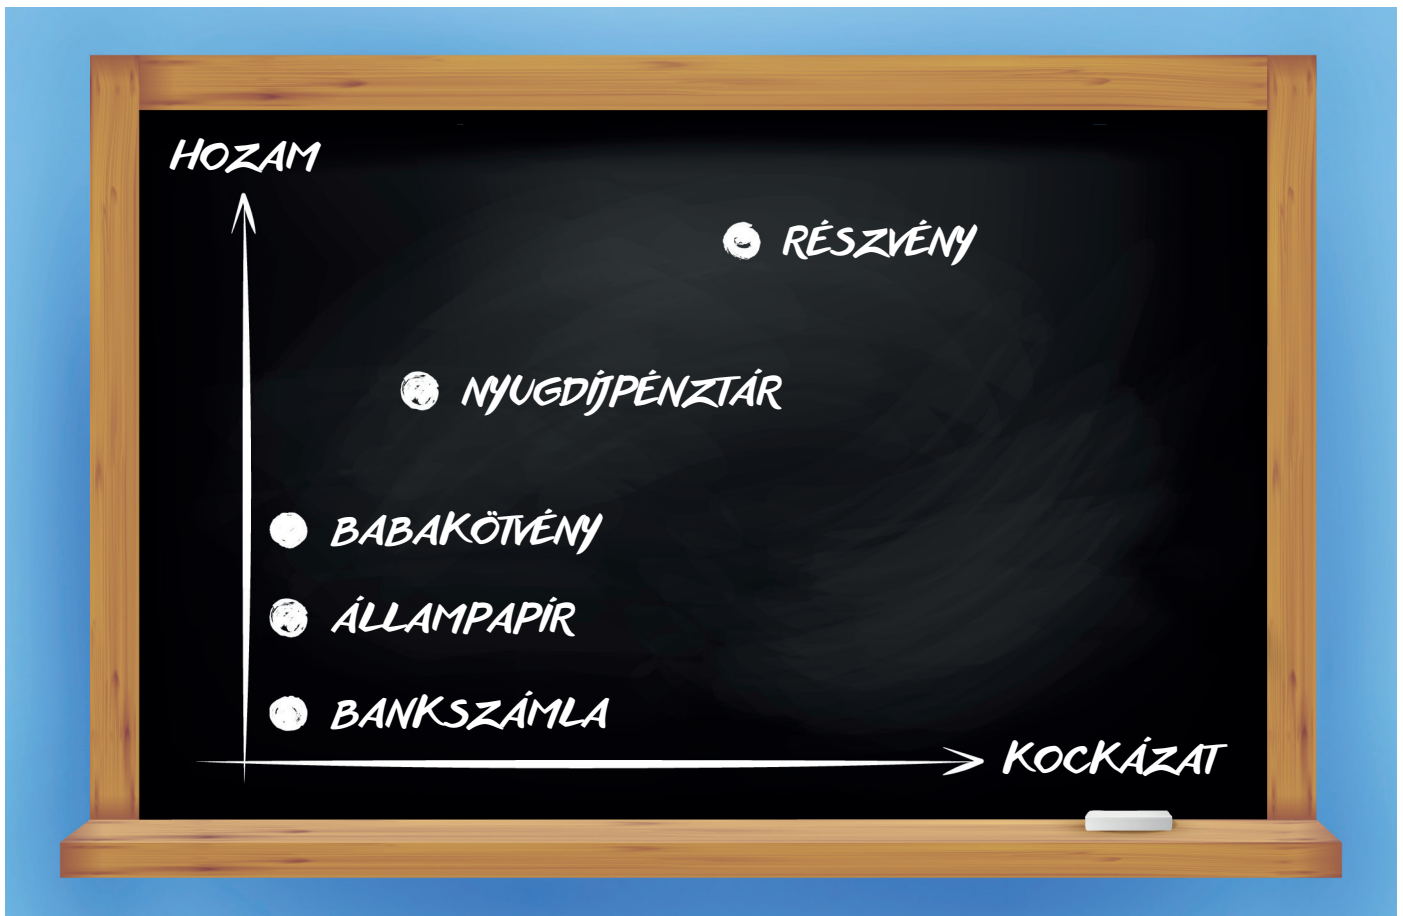 HOZAM
RÉSZVÉNY
NYUGDÍJPÉNZTÁR
BABAKÖTVÉNY
ÁLLAMPAPÍR
BANKSZÁMLA
KOCKÁZAT